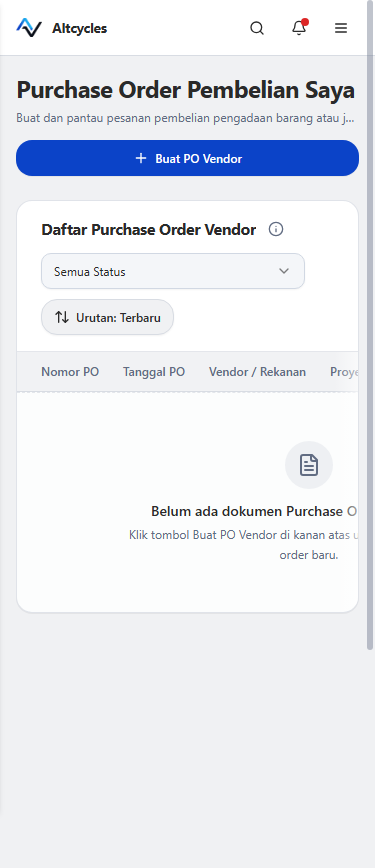 Altcycles
Purchase Order Pembelian Saya
Buat dan pantau pesanan pembelian pengadaan barang atau j...
Buat PO Vendor
Daftar Purchase Order Vendor
Semua Status
Urutan: Terbaru
Nomor PO Tanggal PO Vendor / Rekanan Proye
Belum ada dokumen Purchase O
Klik tombol Buat PO Vendor di kanan atas u
order baru.